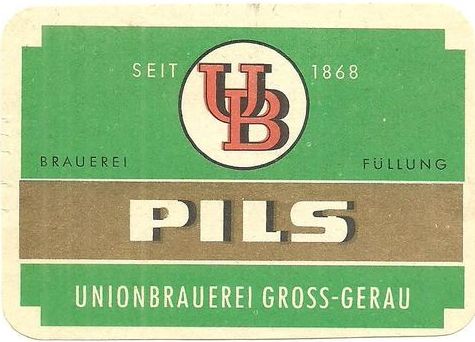 SEIT UB 1868
BRAUEREI FÜLLUNG
PILS
UNIONBRAUEREI GROSS-GERAU